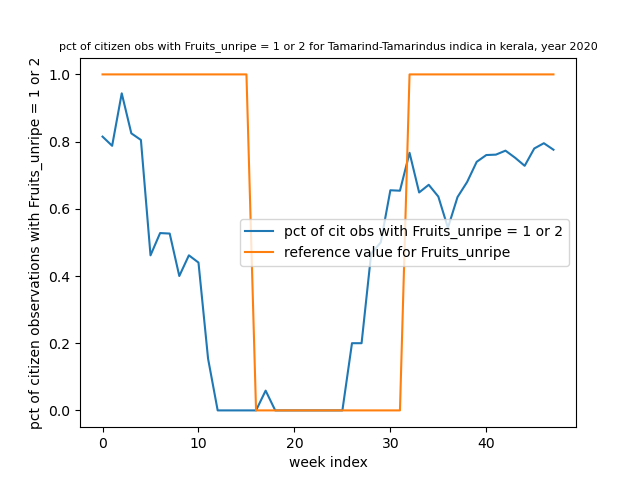 pct of citizen obs with Fruits_unripe = 1 or 2 for Tamarind-Tamarindus indica in kerala, year 2020
pct of citizen observations with Fruits_unripe = 1 or 2
1.0
0.8
0.6
0.4
0.2
0.0
pct of cit obs with Fruits_unripe = 1 or 2
reference value for Fruits_unripe
0 10 20 30 40
week index